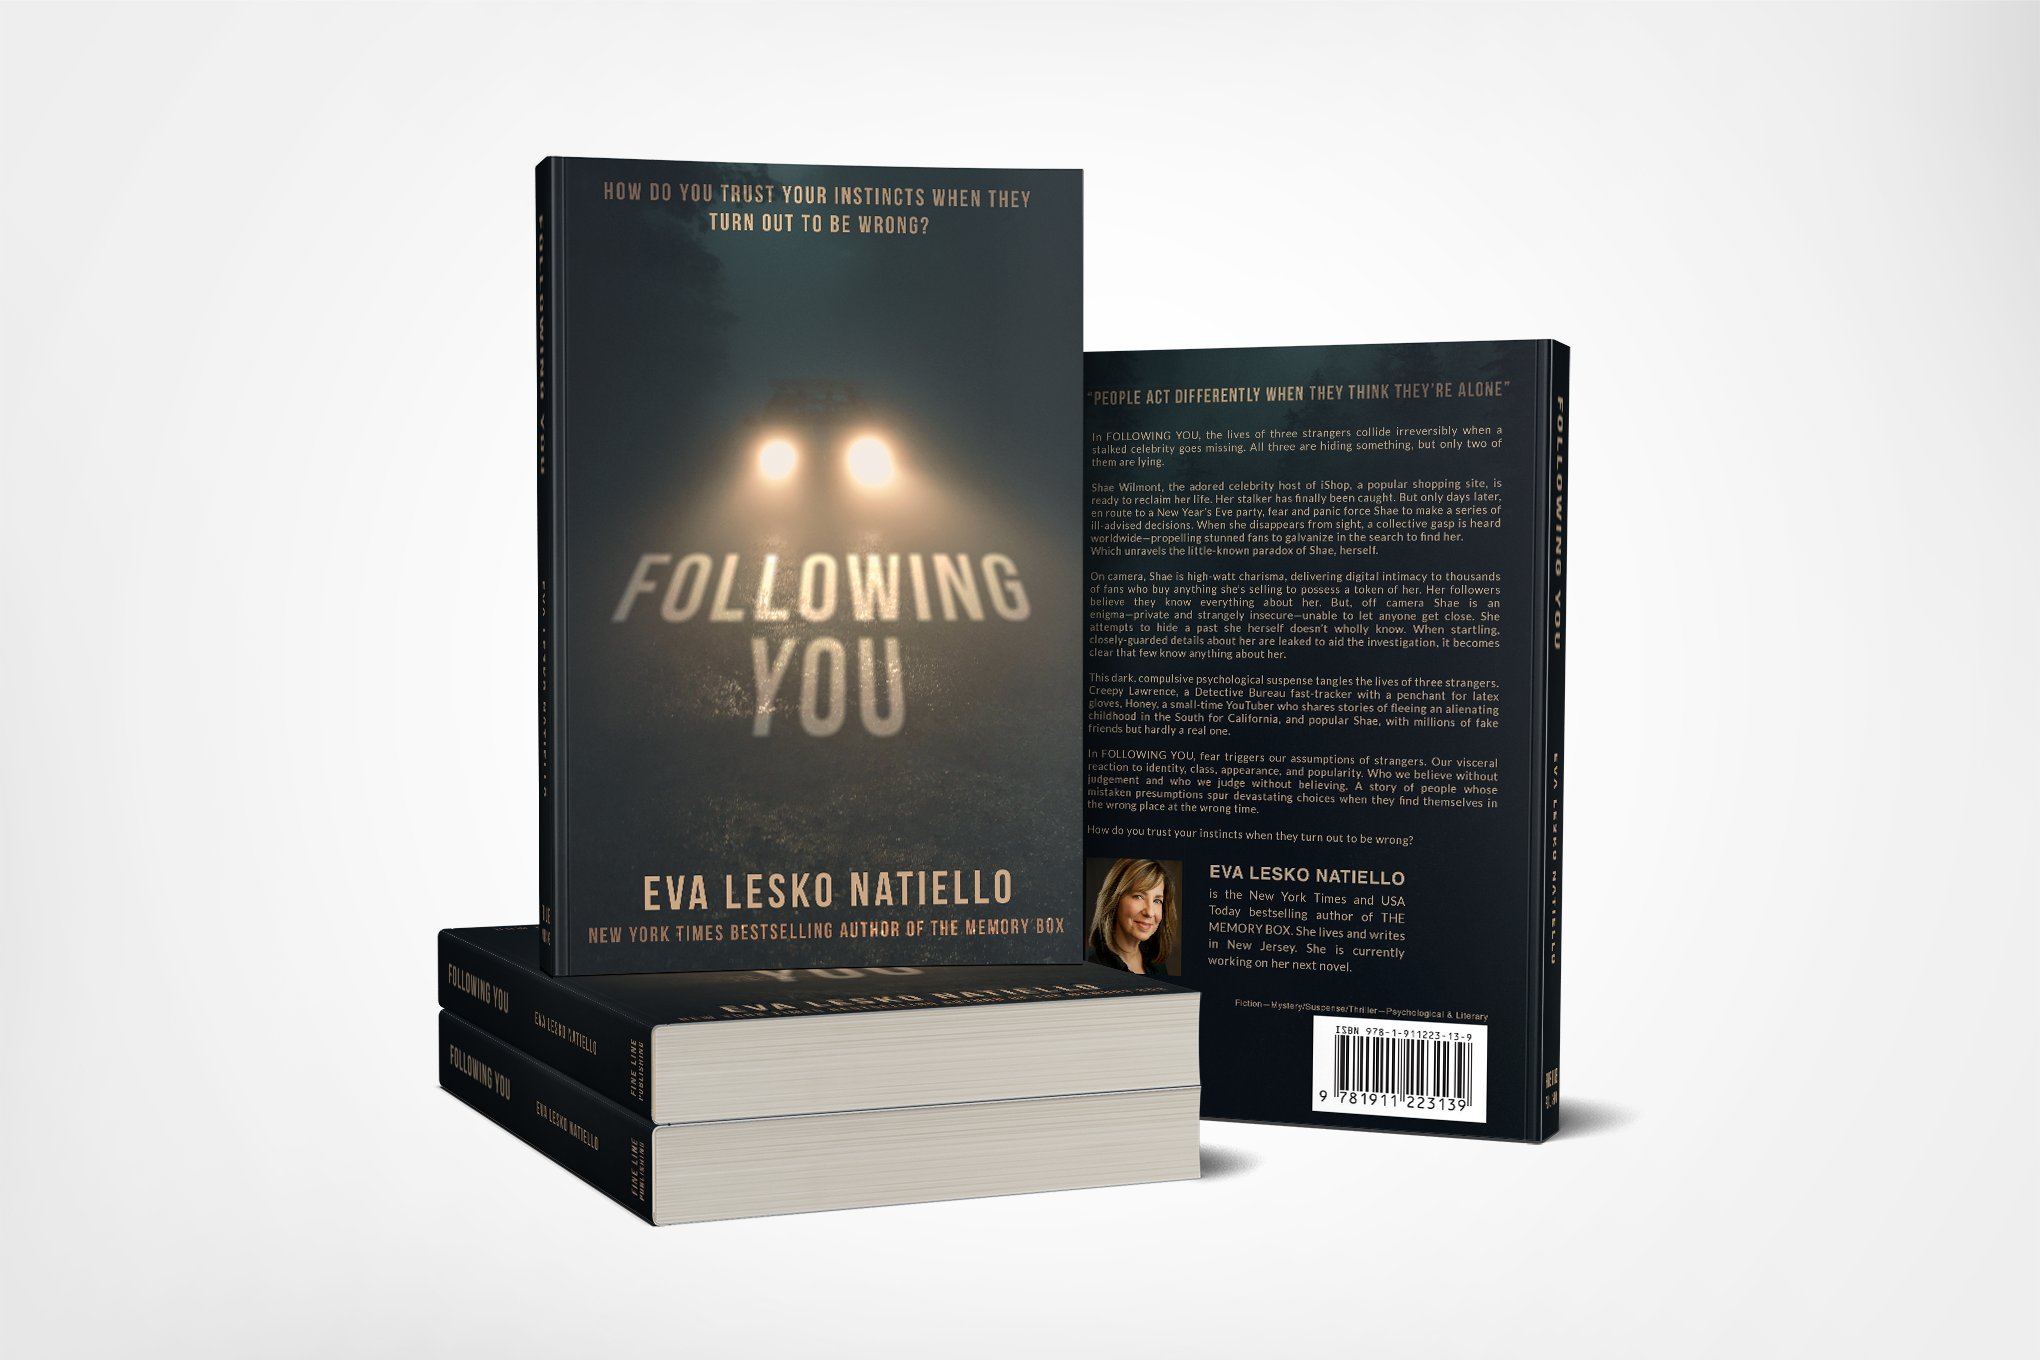 HOW DO YOU TRUST YOUR INSTINCTS WHEN THEY
TURN OUT TO BE WRONG?
FOLLOWING
YOU
EVA LESKO NATIELLO
NEW YORK TIMES BESTSELLING AUTHOR OF THE MEMORY BOX
FOLLOWING YOU
EVA LESKO NATIELLO
YOU
EVA LESKO NATIELLO
FOLLOWING YOU
EVA LESKO NATIELLO
FINE LINE
PUBLISHING
FOLLOWING YOU
EVA LESKO NATIELLO
FINE LINE
PUBLISHING
"PEOPLE ACT DIFFERENTLY WHEN THEY THINK THEY'RE ALONE"
In FOLLOWING YOU, the lives of three strangers collide irreversibly when a
stalked celebrity goes missing. All three are hiding something, but only two of
them are lying.
Shae Wilmont, the adored celebrity host of iShop, a popular shopping site, is
ready to reclaim her life. Her stalker has finally been caught. But only days later,
en route to a New Year's Eve party, fear and panic force Shae to make a series of
ill-advised decisions. When she disappears from sight, a collective gasp is heard
worldwide—propelling stunned fans to galvanize in the search to find her.
Which unravels the little-known paradox of Shae, herself.
On camera, Shae is high-watt charisma, delivering digital intimacy to thousands
of fans who buy anything she's selling to possess a token of her. Her followers
believe they know everything about her. But, off camera Shae is an
enigma—private and strangely insecure—unable to let anyone get close. She
attempts to hide a past she herself doesn't wholly know. When startling,
closely-guarded details about her are leaked to aid the investigation, it becomes
clear that few know anything about her.
This dark, compulsive psychological suspense tangles the lives of three strangers.
Creepy Lawrence, a Detective Bureau fast-tracker with a penchant for latex
gloves, Honey, a small-time YouTuber who shares stories of fleeing an alienating
childhood in the South for California, and popular Shae, with millions of fake
friends but hardly a real one.
In FOLLOWING YOU, fear triggers our assumptions of strangers. Our visceral
reaction to identity, class, appearance, and popularity. Who we believe without
judgement and who we judge without believing. A story of people whose
mistaken presumptions spur devastating choices when they find themselves in
the wrong place at the wrong time.
How do you trust your instincts when they turn out to be wrong?
EVA LESKO NATIELLO
is the New York Times and USA
Today bestselling author of THE
MEMORY BOX. She lives and writes
in New Jersey. She is currently
working on her next novel.
Fiction—Mystery/Suspense/Thriller—Psychological & Literary
ISBN 978-1-911223-13-9
9 781911 223139
FOLLOWING YOU
EVA LESKO NATIELLO